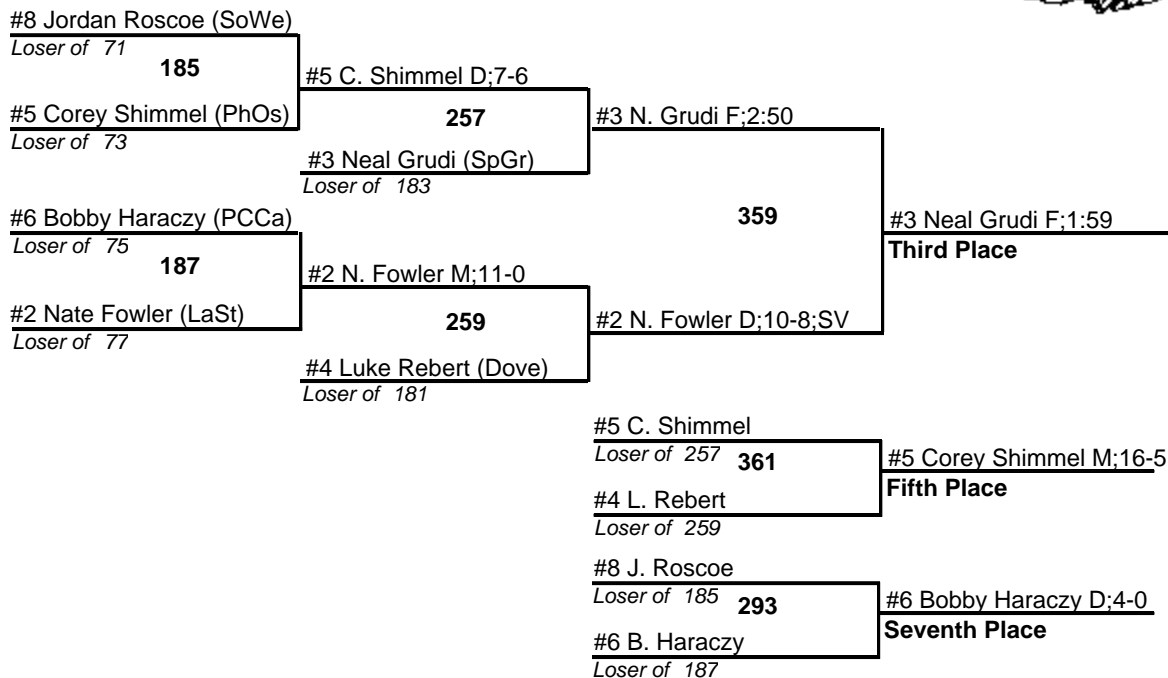 #8 Jordan Roscoe (SoWe)
Loser of 71
185
#5 Corey Shimmel (PhOs)
Loser of 73
#5 C. Shimmel D;7-6
257
#3 Neal Grudi (SpGr)
Loser of 183
#3 N. Grudi F;2:50
#6 Bobby Haraczy (PCCa)
Loser of 75
187
#2 Nate Fowler (LaSt)
Loser of 77
#2 N. Fowler M;11-0
259
#4 Luke Rebert (Dove)
Loser of 181
#2 N. Fowler D;10-8;SV
359
#3 Neal Grudi F;1:59
Third Place
#5 C. Shimmel
Loser of 257
361
#4 L. Rebert
Loser of 259
#5 Corey Shimmel M;16-5
Fifth Place
#8 J. Roscoe
Loser of 185
293
#6 B. Haraczy
Loser of 187
#6 Bobby Haraczy D;4-0
Seventh Place